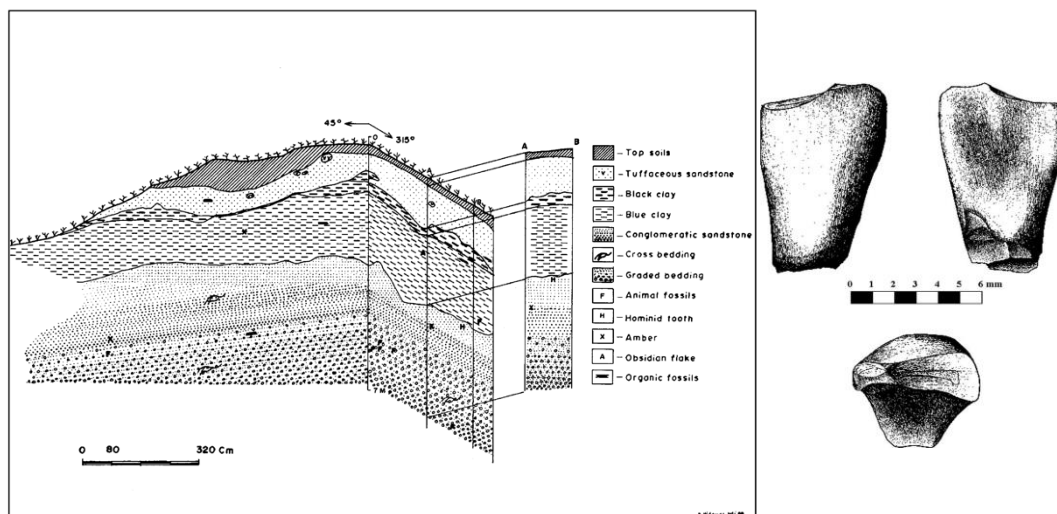 45° 315°
O
A B
Top soils
Tuffaceous sandstone
Black clay
Blue clay
Conglomeratic sandstone
Cross bedding
Graded bedding
F – Animal fossils
H – Hominid tooth
X – Amber
A – Obsidian flake
Organic fossils
0 80 320 Cm
0 1 2 3 4 5 6 mm